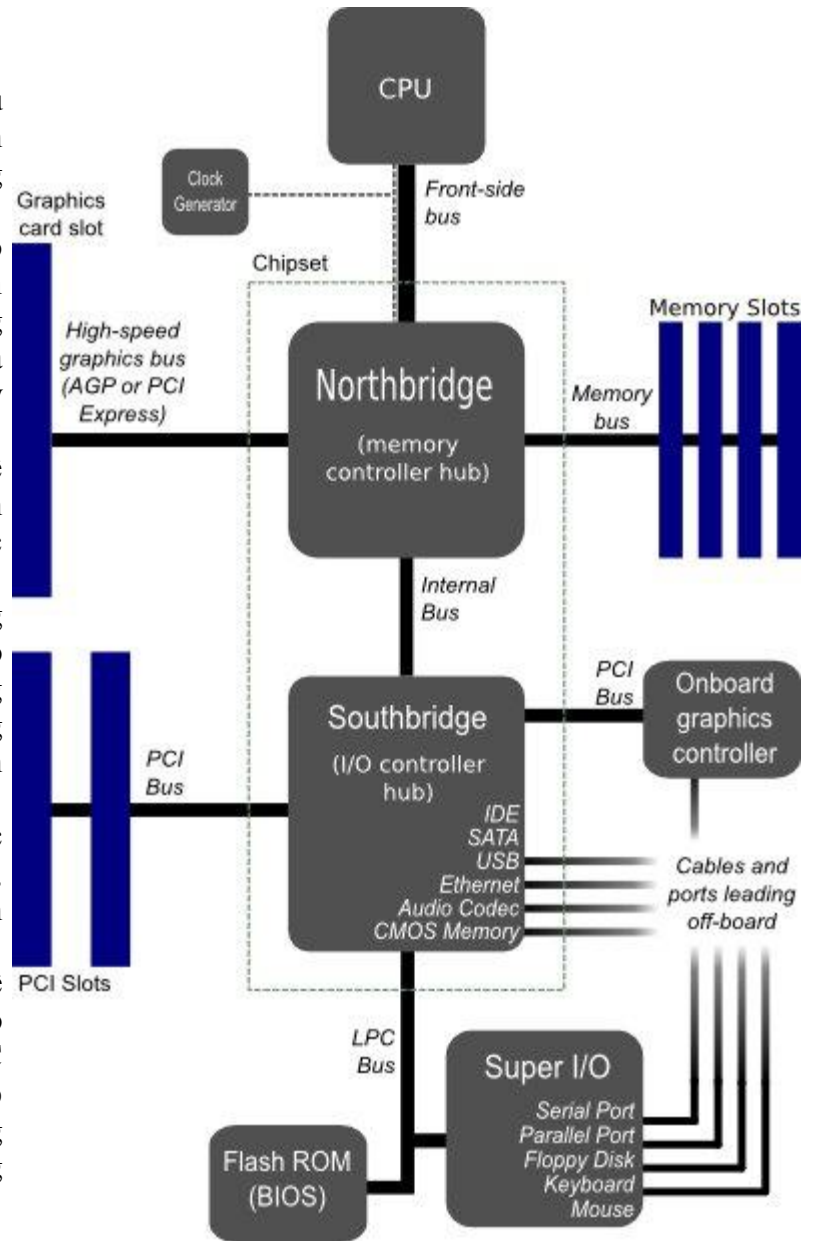 CPU
Clock
Generator
Front-side
bus
Graphics
card slot
Chipset
High-speed
graphics bus
(AGP or PCI
Express)
Northbridge
(memory
controller hub)
Memory
bus
Memory Slots
Internal
Bus
Southbridge
(I/O controller
hub)
IDE
SATA
USB
Ethernet
Audio Codec
CMOS Memory
PCI
Bus
Onboard
graphics
controller
PCI
Bus
PCI Slots
Cables and
ports leading
off-board
LPC
Bus
Super I/O
Serial Port
Parallel Port
Floppy Disk
Keyboard
Mouse
Flash ROM
(BIOS)